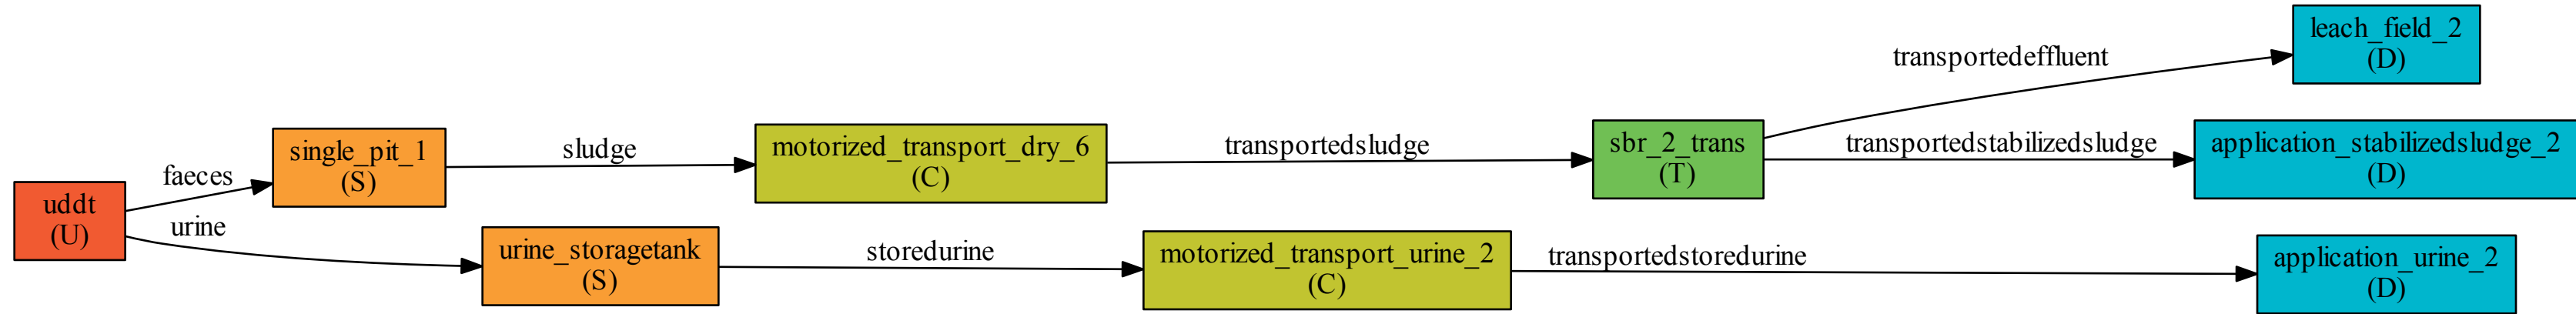 uddt
(U)
faeces
urine
single_pit_1
(S)
sludge
urine_storagetank
(S)
storedurine
motorized_transport_dry_6
(C)
transportedsludge
motorized_transport_urine_2
(C)
transportedstoredurine
sbr_2_trans
(T)
transportedeffluent
transportedstabilizedsludge
leach_field_2
(D)
application_stabilizedsludge_2
(D)
application_urine_2
(D)